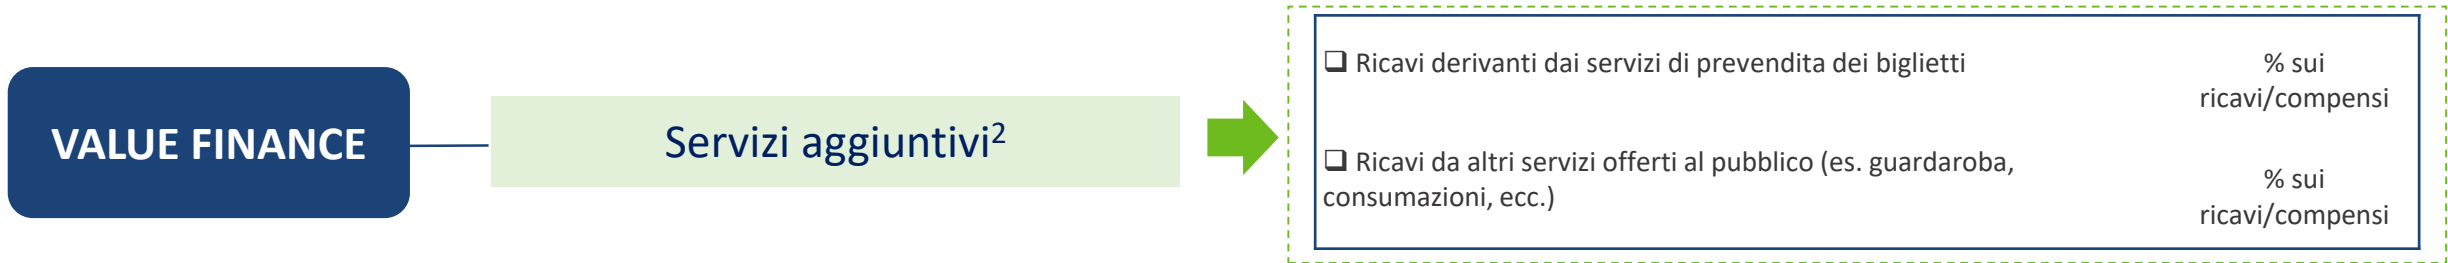 VALUE FINANCE
Servizi aggiuntivi²
❑ Ricavi derivanti dai servizi di prevendita dei biglietti
% sui
ricavi/compensi
❑ Ricavi da altri servizi offerti al pubblico (es. guardaroba,
consumazioni, ecc.)
% sui
ricavi/compensi